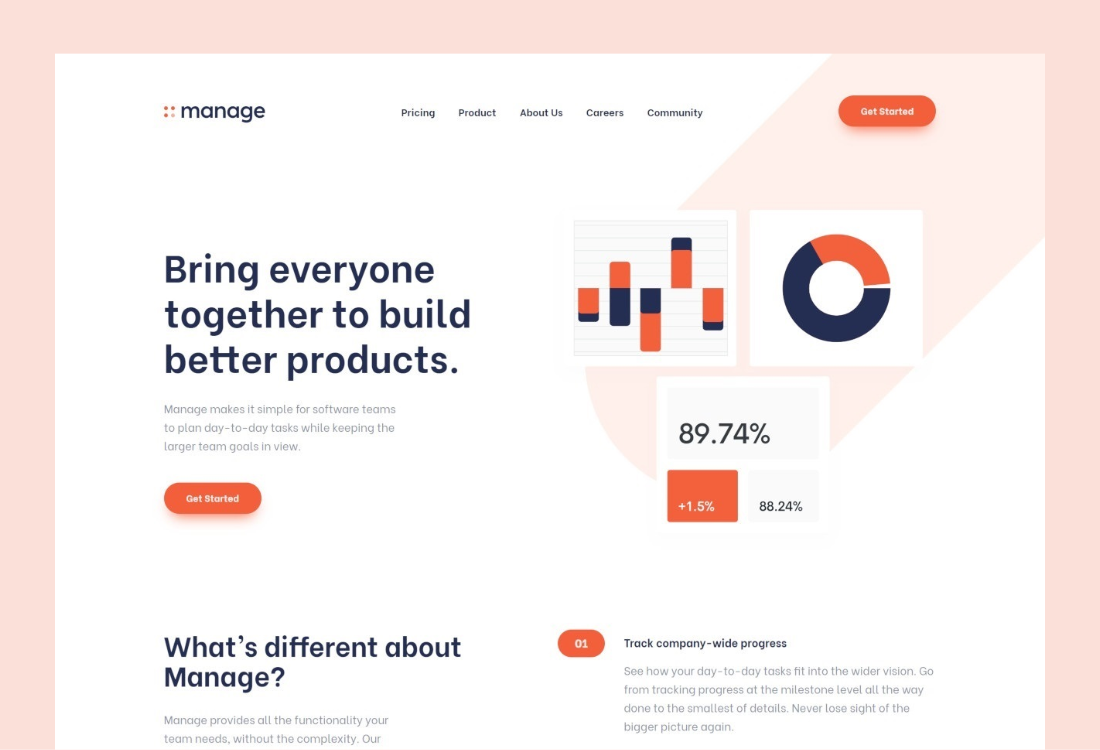 manage
Pricing Product About Us Careers Community
Get Started
Bring everyone
together to build
better products.
Manage makes it simple for software teams
to plan day-to-day tasks while keeping the
larger team goals in view.
Get Started
89.74%
+1.5% 88.24%
What's different about
Manage?
Manage provides all the functionality your
team needs, without the complexity. Our
01 Track company-wide progress
See how your day-to-day tasks fit into the wider vision. Go
from tracking progress at the milestone level all the way
done to the smallest of details. Never lose sight of the
bigger picture again.